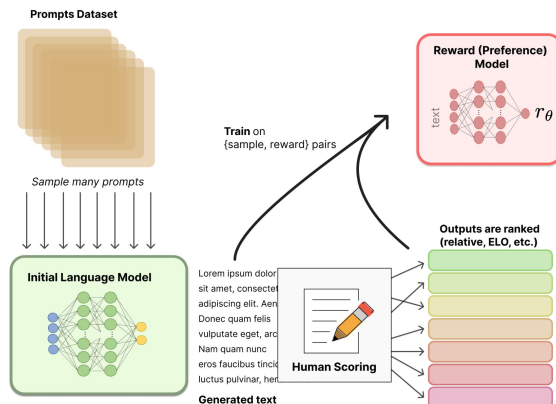 Prompts Dataset
Sample many prompts
Initial Language Model
Train on
{sample, reward} pairs
Reward (Preference)
Model
text
rθ
Lorem ipsum dolor
sit amet, consectet
adipiscing elit. Aen
Donec quam felis
vulputate eget, arc
Nam quam nunc
eros faucibus tincid
luctus pulvinar, her
Generated text
Human Scoring
Outputs are ranked
(relative, ELO, etc.)